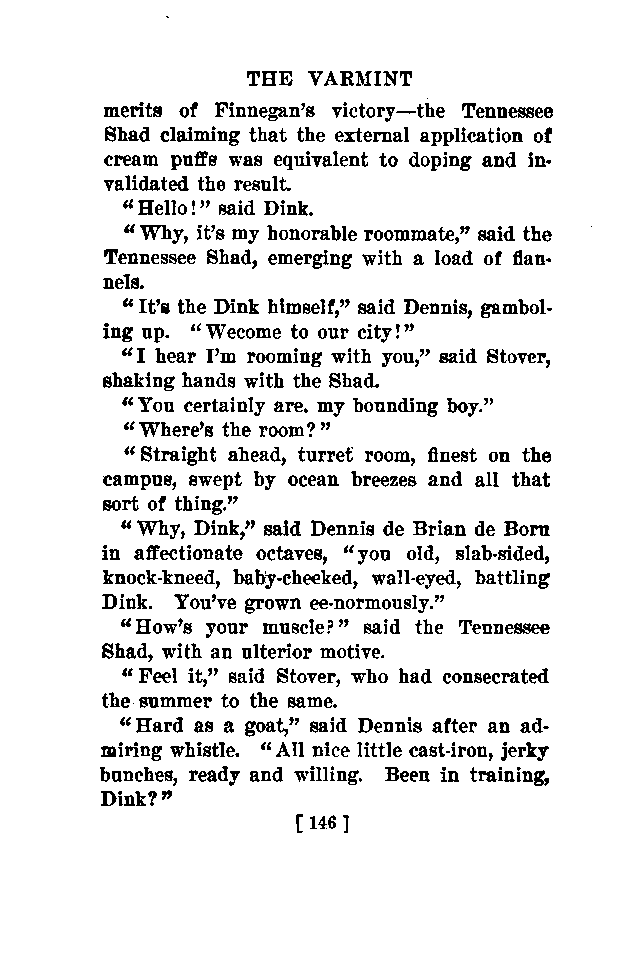 THE VARMINT
merits of Finnegan's victory—the Tennessee
Shad claiming that the external application of
cream puffs was equivalent to doping and in-
validated the result.
"Hello!" said Dink.
"Why, it's my honorable roommate," said the
Tennessee Shad, emerging with a load of flan-
nels.
"It's the Dink himself," said Dennis, gambol-
ing up. "Wecome to our city!"
"I hear I'm rooming with you," said Stover,
shaking hands with the Shad.
"You certainly are. my bounding boy."
"Where's the room?"
"Straight ahead, turret room, finest on the
campus, swept by ocean breezes and all that
sort of thing."
"Why, Dink," said Dennis de Brian de Born
in affectionate octaves, "you old, slab-sided,
knock-kneed, baby-cheeked, wall-eyed, battling
Dink. You've grown ee-normously."
"How's your muscle?" said the Tennessee
Shad, with an ulterior motive.
"Feel it," said Stover, who had consecrated
the summer to the same.
"Hard as a goat," said Dennis after an ad-
miring whistle. "All nice little cast-iron, jerky
bunches, ready and willing. Been in training,
Dink?"
[146]